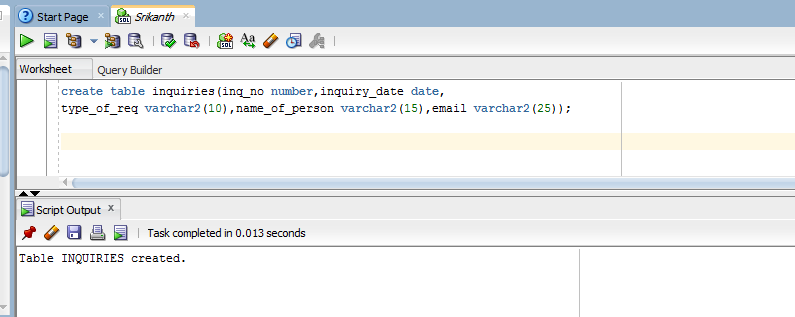 Start Page
Srikanth
Worksheet
Query Builder
create table inquiries(inq_no number,inquiry_date date,
type_of_req varchar2(10),name_of_person varchar2(15),email varchar2(25));
Script Output
Task completed in 0.013 seconds
Table INQUIRIES created.